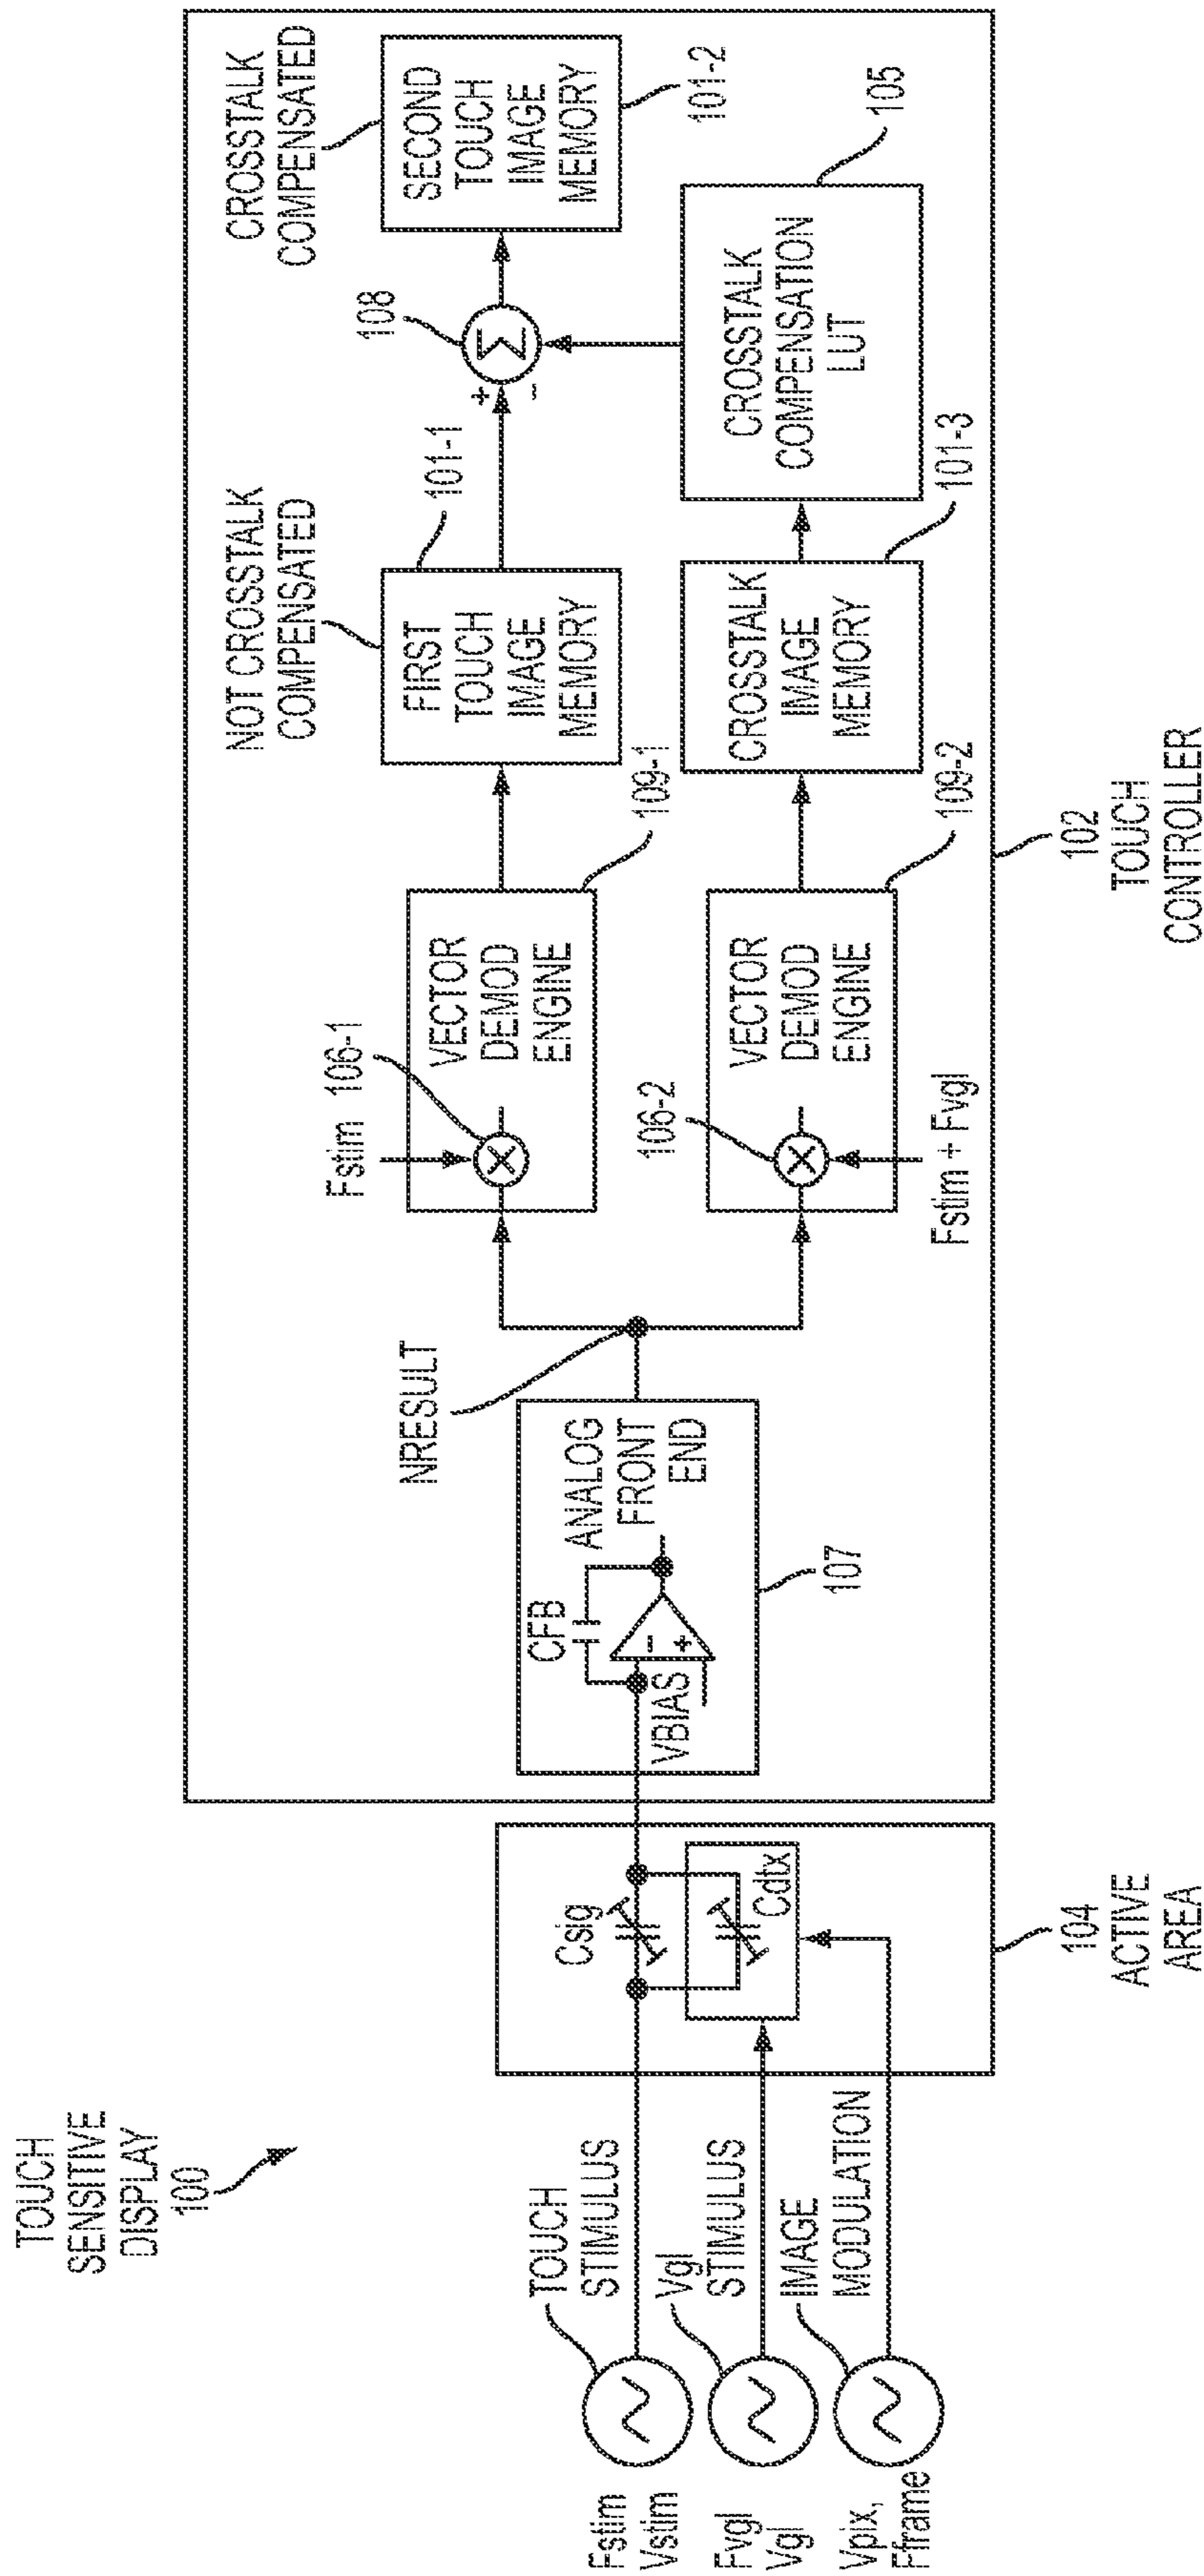 TOUCH
SENSITIVE
DISPLAY
100
Fstim
Vstim
TOUCH
STIMULUS
Fvgl
Vgl
Vgl
STIMULUS
Vpix,
Fframe
IMAGE
MODULATION
Csig
Cdtx
104
ACTIVE
AREA
CFB
VBIAS
-
+
ANALOG
FRONT
END
107
NRESULT
Fstim
106-1
VECTOR
DEMOD
ENGINE
109-1
106-2
Fstim + Fvgl
VECTOR
DEMOD
ENGINE
109-2
NOT CROSSTALK
COMPENSATED
FIRST
TOUCH
IMAGE
MEMORY
101-1
CROSSTALK
IMAGE
MEMORY
101-3
108
+
Σ
-
CROSSTALK
COMPENSATION
LUT
105
CROSSTALK
COMPENSATED
SECOND
TOUCH
IMAGE
MEMORY
101-2
102
TOUCH
CONTROLLER